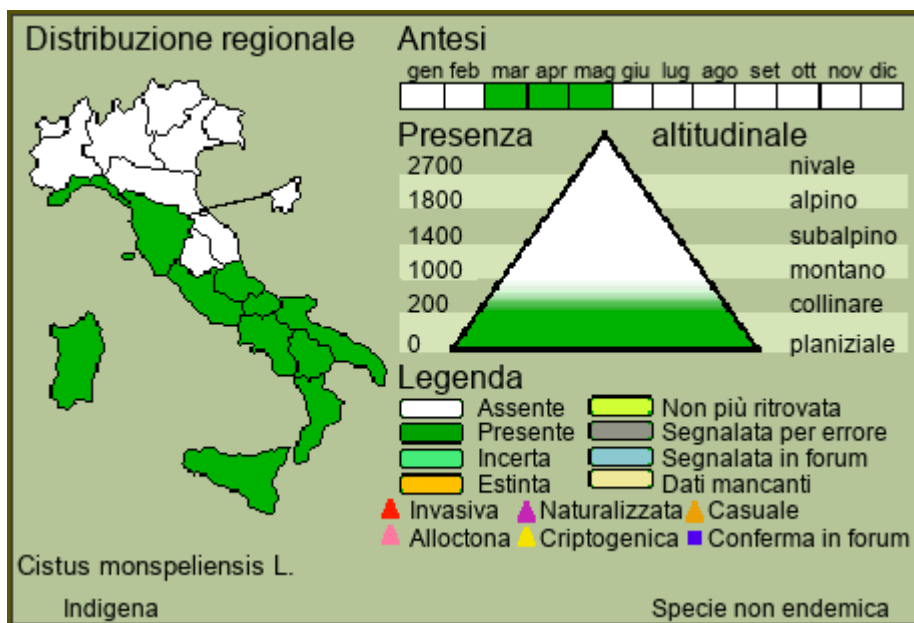 Distribuzione regionale
Antesi
gen feb mar apr mag giu lug ago set ott nov dic
Presenza altitudinale
2700 nivale
1800 alpino
1400 subalpino
1000 montano
200 collinare
0 planiziale
Legenda
Assente Non più ritrovata
Presente Segnalata per errore
Incerta Segnalata in forum
Estinta Dati mancanti
Invasiva Naturalizzata Casuale
Alloctona Criptogenica Conferma in forum
Cistus monspeliensis L.
Indigena Specie non endemica